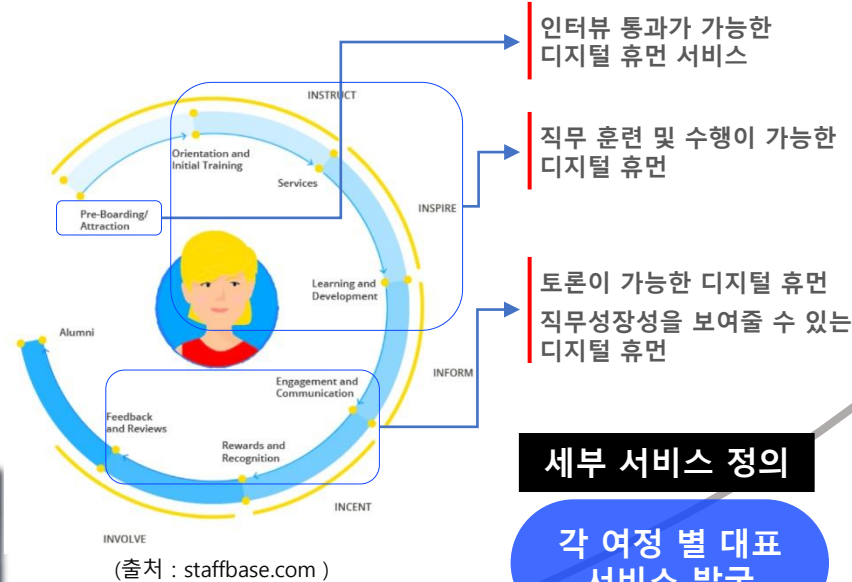 인터뷰 통과가 가능한
디지털 휴먼 서비스
직무 훈련 및 수행이 가능한
디지털 휴먼
토론이 가능한 디지털 휴먼
직무성장성을 보여줄 수 있는
디지털 휴먼
INSTRUCT
Orientation and
Initial Training
Services
Pre-Boarding/
Attraction
INSPIRE
Learning and
Development
Alumni
INFORM
Engagement and
Communication
Feedback
and Reviews
Rewards and
Recognition
INCENT
INVOLVE
(출처 : staffbase.com )
세부 서비스 정의
각 여정 별 대표
서비스 발굴